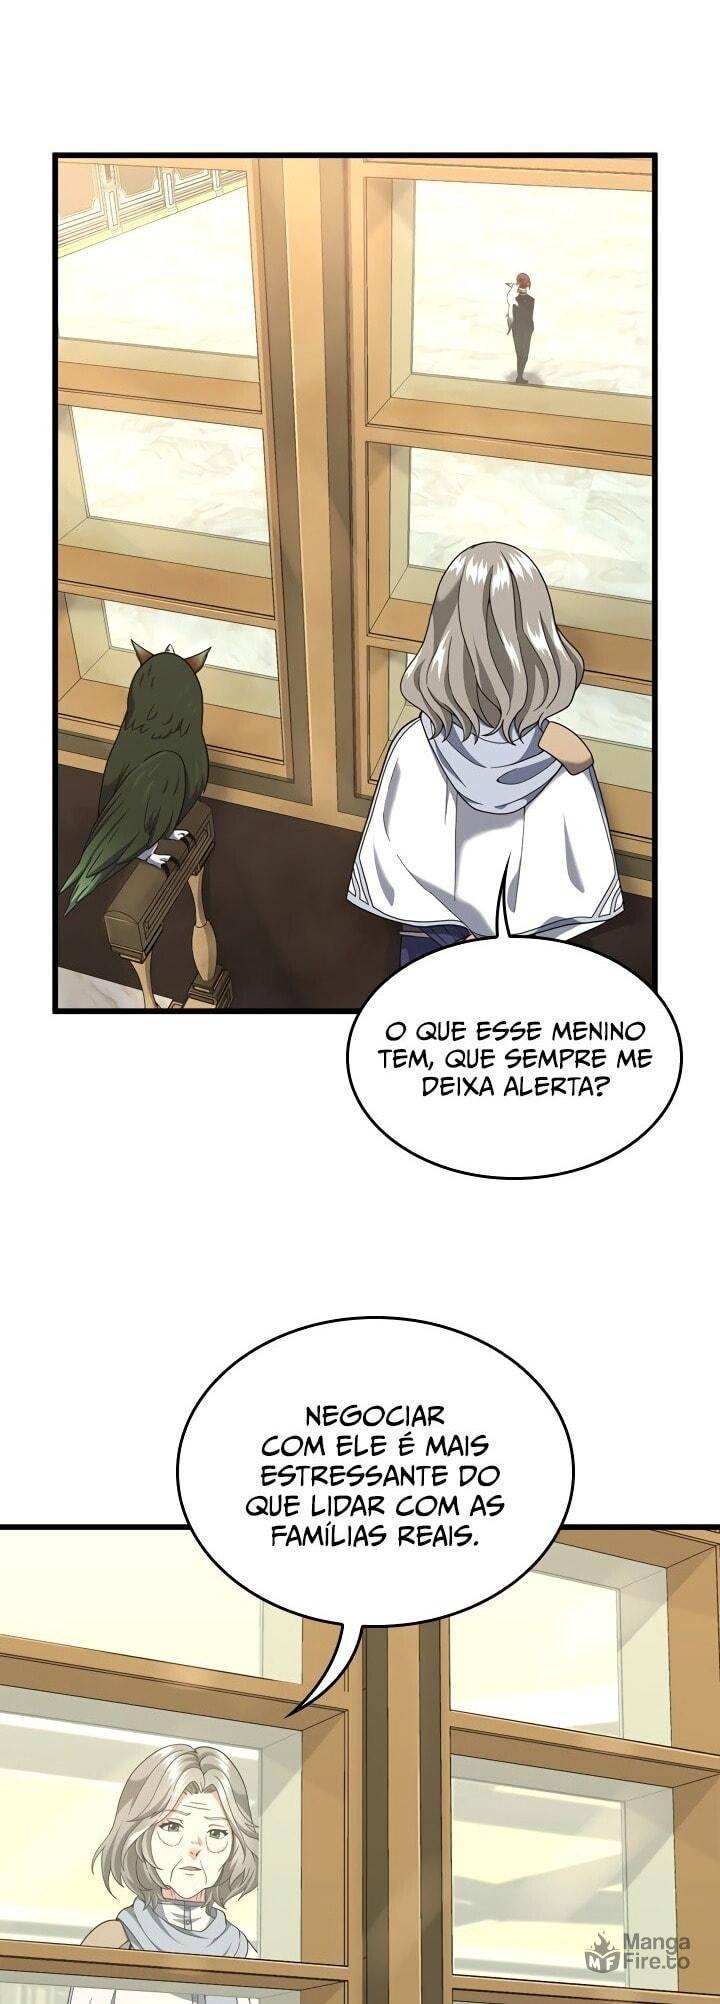 O QUE ESSE MENINO
TEM, QUE SEMPRE ME
DEIXA ALERTA?
NEGOCIAR
COM ELE É MAIS
ESTRESSANTE DO
QUE LIDAR COM AS
FAMÍLIAS REAIS.
Manga
MF Fire.to